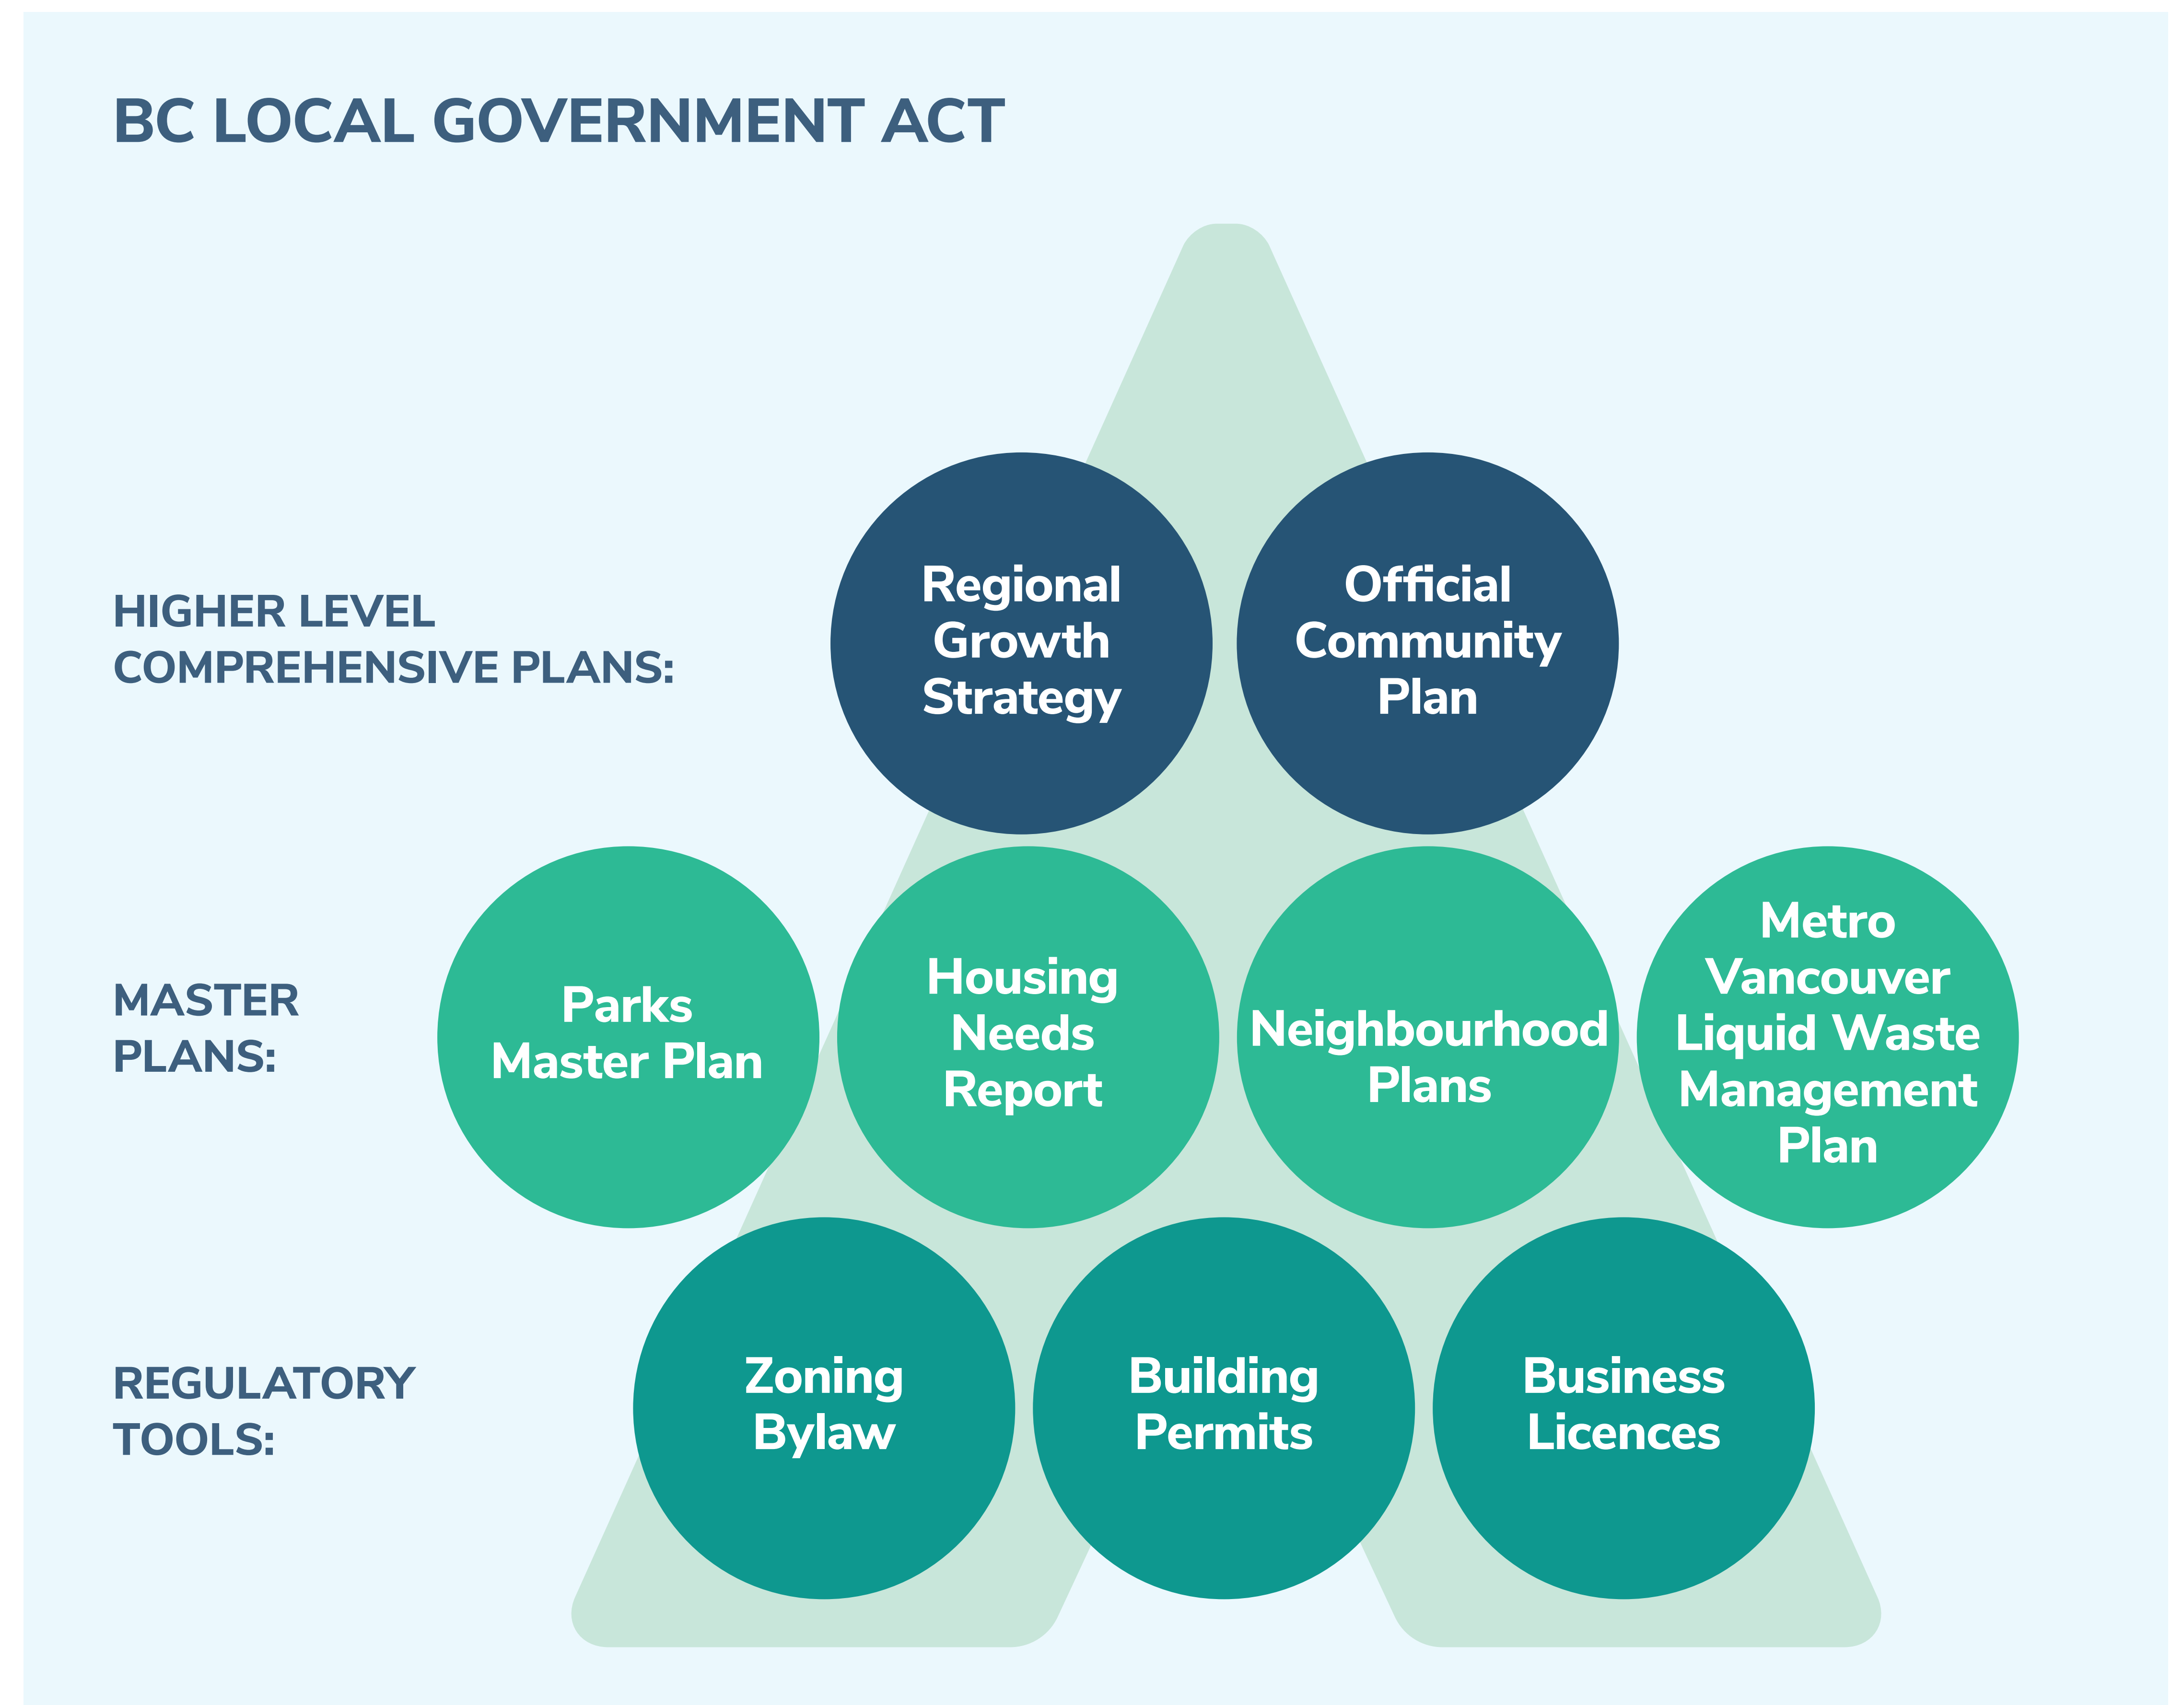 BC LOCAL GOVERNMENT ACT
HIGHER LEVEL
COMPREHENSIVE PLANS:
Regional
Growth
Strategy
Official
Community
Plan
MASTER
PLANS:
Parks
Master Plan
Housing
Needs
Report
Neighbourhood
Plans
Metro
Vancouver
Liquid Waste
Management
Plan
REGULATORY
TOOLS:
Zoning
Bylaw
Building
Permits
Business
Licences